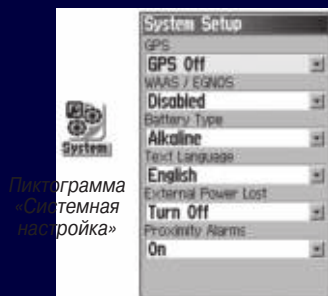 System Setup
GPS
GPS Off
WAAS / EGNOS
Disabled
Battery Type
Alkaline
Text Language
English
External Power Lost
Turn Off
Proximity Alarms
On
System
Пиктограмма
«Системная
настройка»